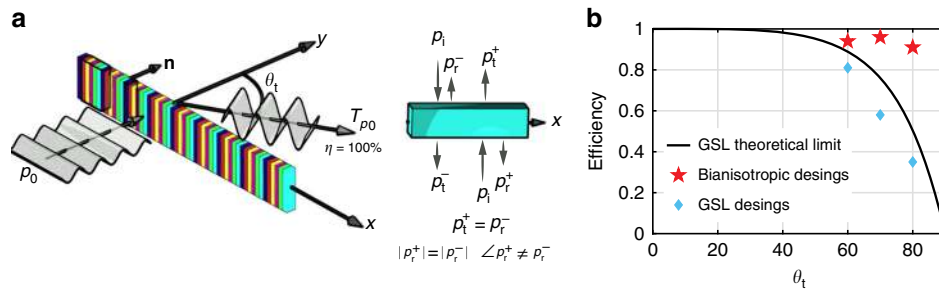 a
y
n
θt
Tp0
η = 100%
p0
x
pi
pr−
pt+
x
pt−
pi
pr+
pt+ = pr−
|pr+|=|pr−| ∠pr+ ≠ pr−
b
Efficiency
1
0.8
0.6
0.4
0.2
0
GSL theoretical limit
Bianisotropic desings
GSL desings
0 20 40 60 80
θt